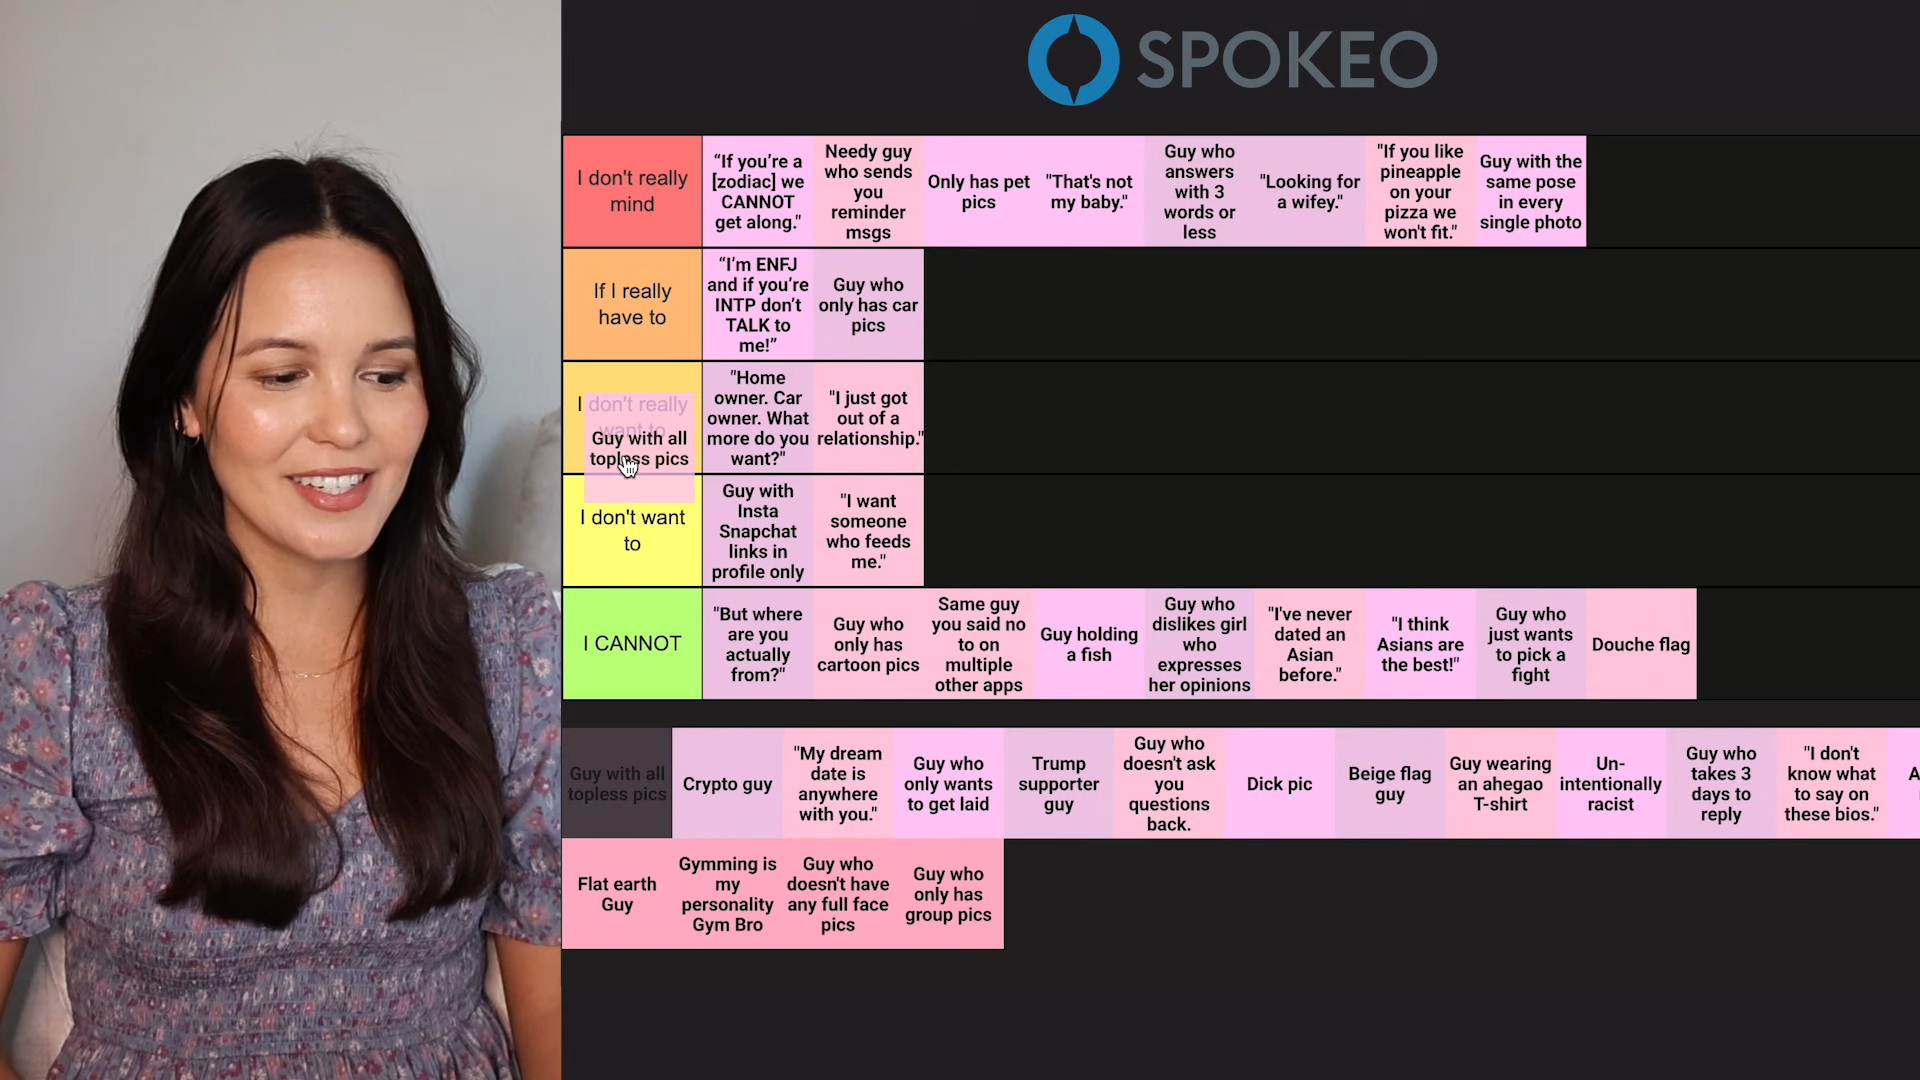 SPOKEO
I don't really
mind
“If you’re a
[zodiac] we
CANNOT
get along."
Needy guy
who sends
you
reminder
msgs
Only has pet
pics
"That's not
my baby."
Guy who
answers
with 3
words or
less
"Looking for
a wifey."
"If you like
pineapple
on your
pizza we
won't fit."
Guy with the
same pose
in every
single photo
If I really
have to
“I’m ENFJ
and if you’re
INTP don’t
TALK to
me!”
Guy who
only has car
pics
I don't really
want to
Guy with all
topless pics
"Home
owner. Car
owner. What
more do you
want?"
"I just got
out of a
relationship."
I don't want
to
Guy with
Insta
Snapchat
links in
profile only
"I want
someone
who feeds
me."
I CANNOT
"But where
are you
actually
from?"
Guy who
only has
cartoon pics
Same guy
you said no
to on
multiple
other apps
Guy holding
a fish
Guy who
dislikes girl
who
expresses
her opinions
"I've never
dated an
Asian
before."
"I think
Asians are
the best!"
Guy who
just wants
to pick a
fight
Douche flag
Guy with all
topless pics
Crypto guy
"My dream
date is
anywhere
with you."
Guy who
only wants
to get laid
Trump
supporter
guy
Guy who
doesn't ask
you
questions
back.
Dick pic
Beige flag
guy
Guy wearing
an ahegao
T-shirt
Un-
intentionally
racist
Guy who
takes 3
days to
reply
"I don't
know what
to say on
these bios."
Flat earth
Guy
Gymming is
my
personality
Gym Bro
Guy who
doesn't have
any full face
pics
Guy who
only has
group pics